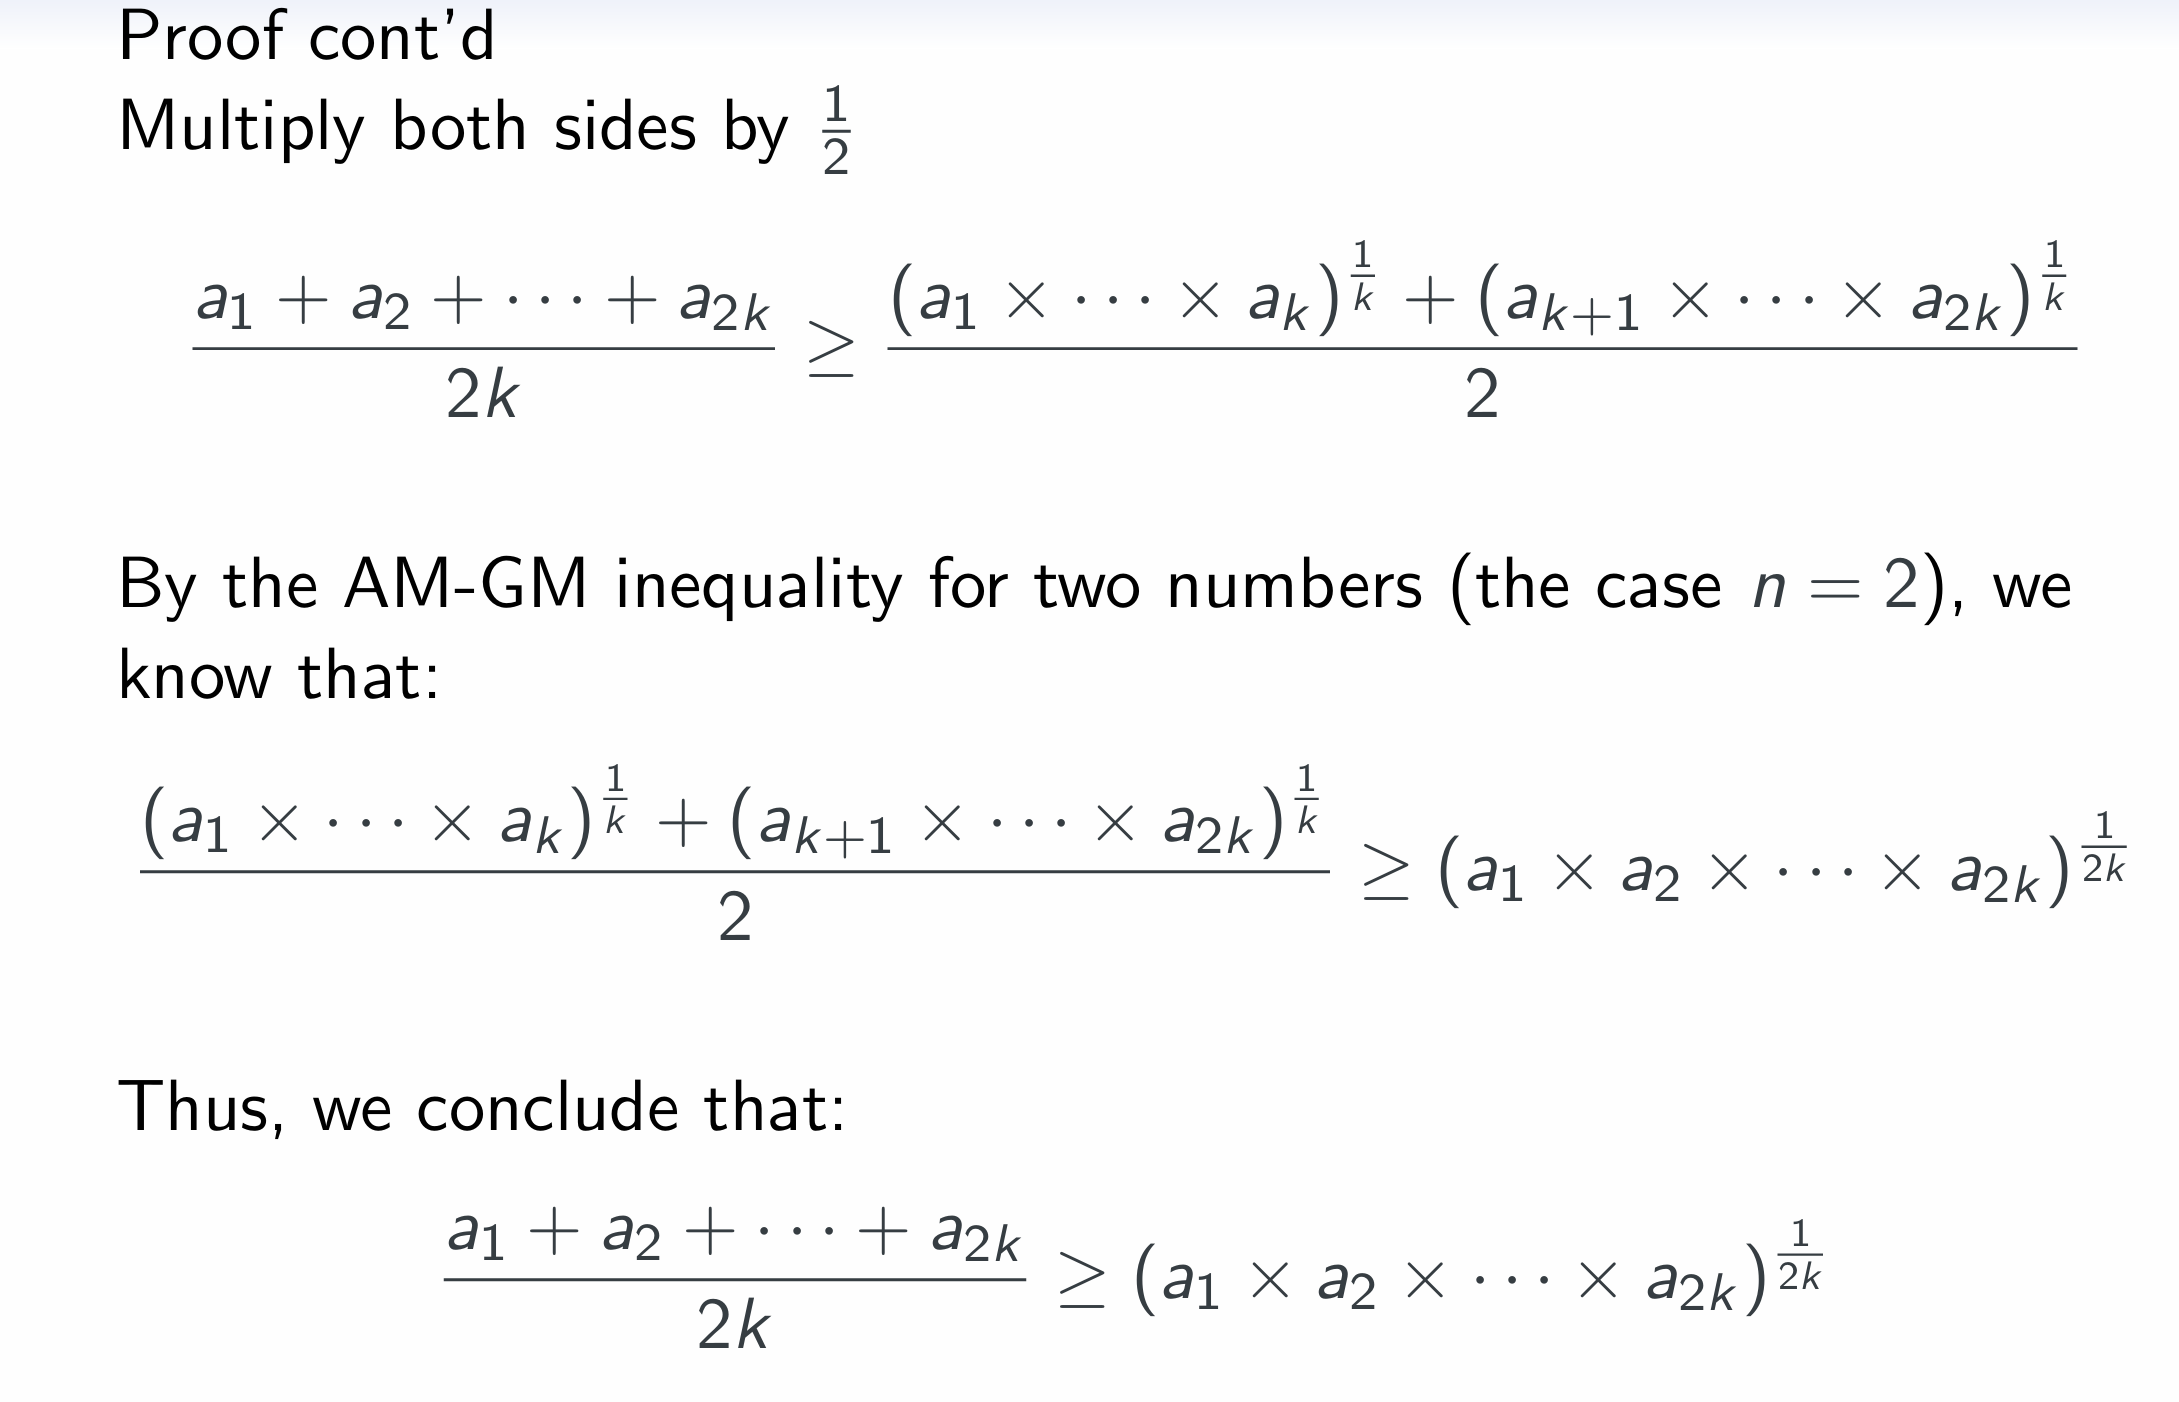 Proof cont'd
Multiply both sides by $\frac{1}{2}$
$\frac{a_1 + a_2 + \cdots + a_{2k}}{2k} \geq \frac{(a_1 \times \cdots \times a_k)^{\frac{1}{k}} + (a_{k+1} \times \cdots \times a_{2k})^{\frac{1}{k}}}{2}$
By the AM-GM inequality for two numbers (the case $n = 2$), we
know that:
$\frac{(a_1 \times \cdots \times a_k)^{\frac{1}{k}} + (a_{k+1} \times \cdots \times a_{2k})^{\frac{1}{k}}}{2} \geq (a_1 \times a_2 \times \cdots \times a_{2k})^{\frac{1}{2k}}$
Thus, we conclude that:
$\frac{a_1 + a_2 + \cdots + a_{2k}}{2k} \geq (a_1 \times a_2 \times \cdots \times a_{2k})^{\frac{1}{2k}}$